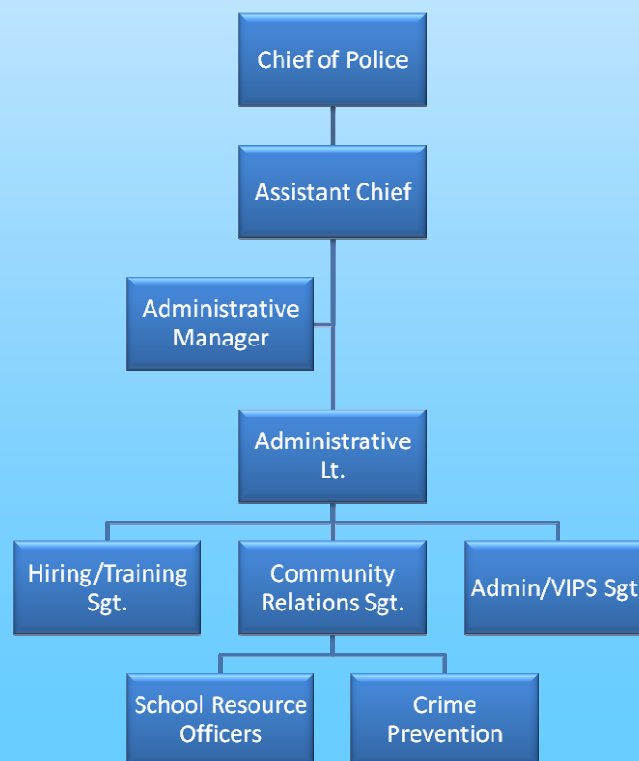 Chief of Police
Assistant Chief
Administrative
Manager
Administrative
Lt.
Hiring/Training
Sgt.
Community
Relations Sgt.
Admin/VIPS Sgt
School Resource
Officers
Crime
Prevention